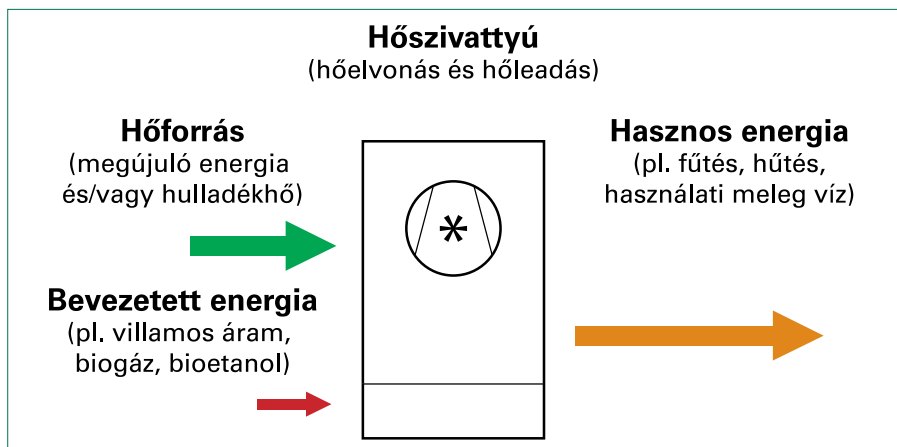 Hőszivattyú
(hőelvonás és hőleadás)
Hőforrás
(megújuló energia
és/vagy hulladékhő)
Bevezetett energia
(pl. villamos áram,
biogáz, bioetanol)
*
Hasznos energia
(pl. fűtés, hűtés,
használati meleg víz)